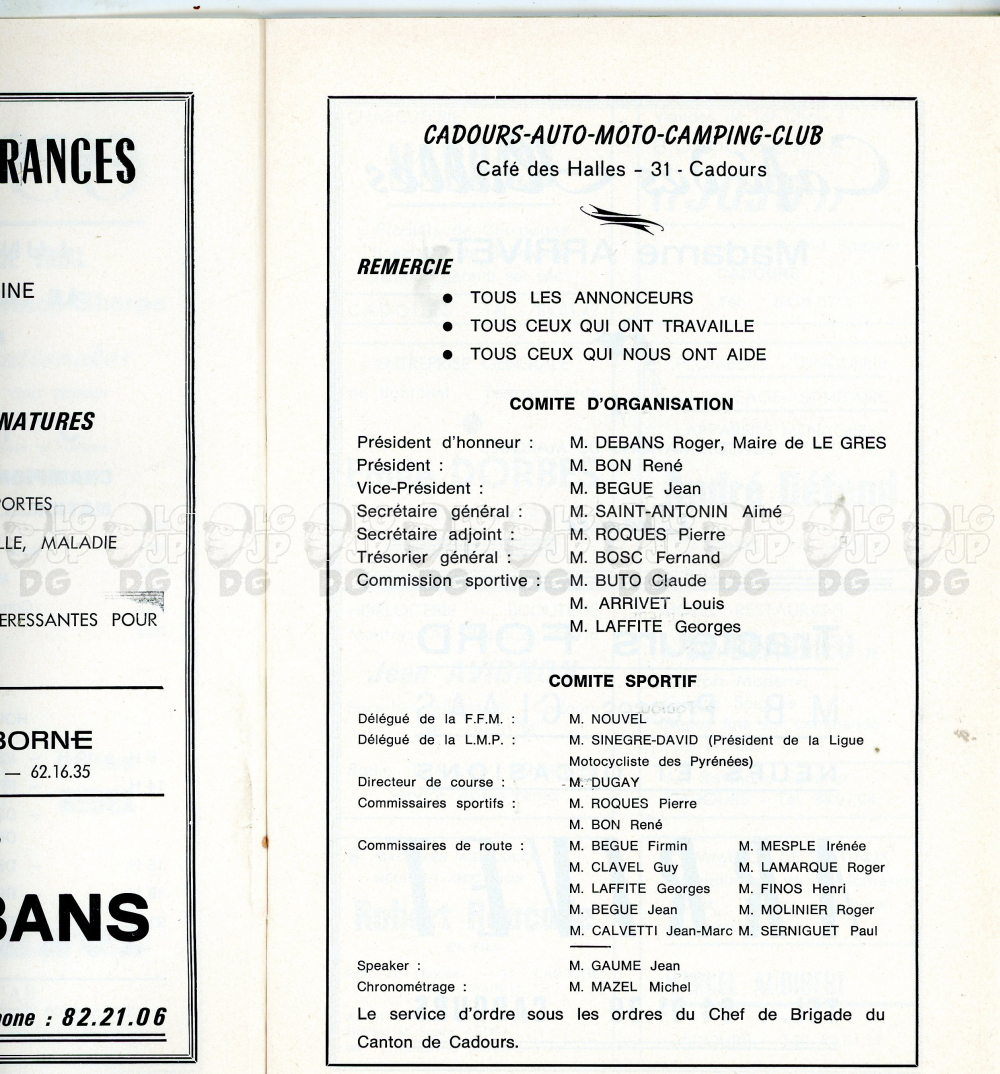 RANCES
INE
NATURES
PORTES
LLE, MALADIE
ERESSANTES POUR
BORNE
— 62.16.35
BANS
hone : 82.21.06
CADOURS-AUTO-MOTO-CAMPING-CLUB
Café des Halles - 31 - Cadours
REMERCIE
● TOUS LES ANNONCEURS
● TOUS CEUX QUI ONT TRAVAILLE
● TOUS CEUX QUI NOUS ONT AIDE
COMITE D'ORGANISATION
Président d'honneur : M. DEBANS Roger, Maire de LE GRES
Président : M. BON René
Vice-Président : M. BEGUE Jean
Secrétaire général : M. SAINT-ANTONIN Aimé
Secrétaire adjoint : M. ROQUES Pierre
Trésorier général : M. BOSC Fernand
Commission sportive : M. BUTO Claude
M. ARRIVET Louis
M. LAFFITE Georges
COMITE SPORTIF
Délégué de la F.F.M. : M. NOUVEL
Délégué de la L.M.P. : M. SINEGRE-DAVID (Président de la Ligue
Motocycliste des Pyrénées)
Directeur de course : M. DUGAY
Commissaires sportifs : M. ROQUES Pierre
M. BON René
Commissaires de route : M. BEGUE Firmin M. MESPLE Irénée
M. CLAVEL Guy M. LAMARQUE Roger
M. LAFFITE Georges M. FINOS Henri
M. BEGUE Jean M. MOLINIER Roger
M. CALVETTI Jean-Marc M. SERNIGUET Paul
Speaker : M. GAUME Jean
Chronométrage : M. MAZEL Michel
Le service d'ordre sous les ordres du Chef de Brigade du
Canton de Cadours.